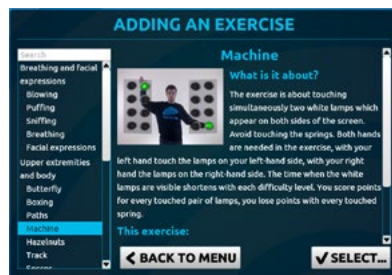 ADDING AN EXERCISE
Search
Breathing and facial
expressions
Blowing
Puffing
Sniffing
Breathing
Facial expressions
Upper extremities
and body
Butterfly
Boxing
Paths
Machine
Hazelnuts
Track
Machine
What is it about?
The exercise is about touching
simultaneously two white lamps which
appear on both sides of the screen.
Avoid touching the springs. Both hands
are needed in the exercise, with your
left hand touch the lamps on your left-hand side, with your right
hand the lamps on the right-hand side. The time when the white
lamps are visible shortens with each difficulty level. You score points
for every touched pair of lamps, you lose points with every touched
spring.
This exercise:
BACK TO MENU
SELECT...